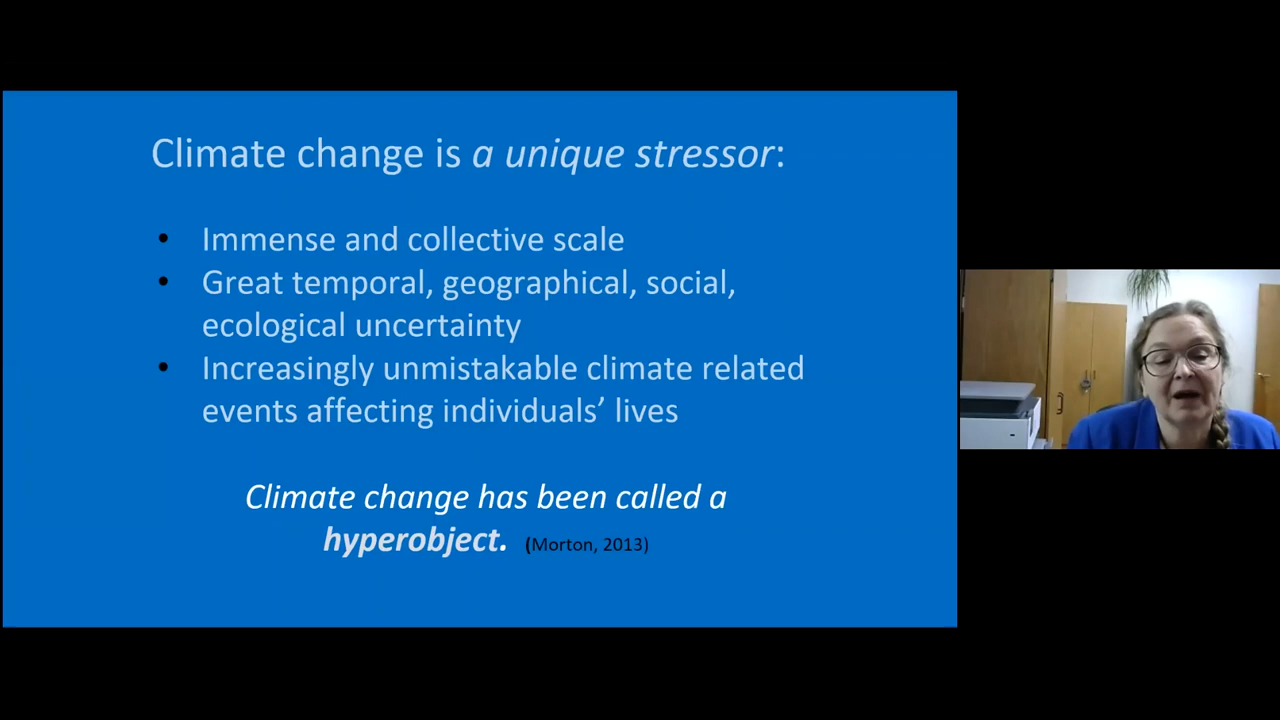 Climate change is a unique stressor:
• Immense and collective scale
• Great temporal, geographical, social,
ecological uncertainty
• Increasingly unmistakable climate related
events affecting individuals’ lives
Climate change has been called a
hyperobject. (Morton, 2013)